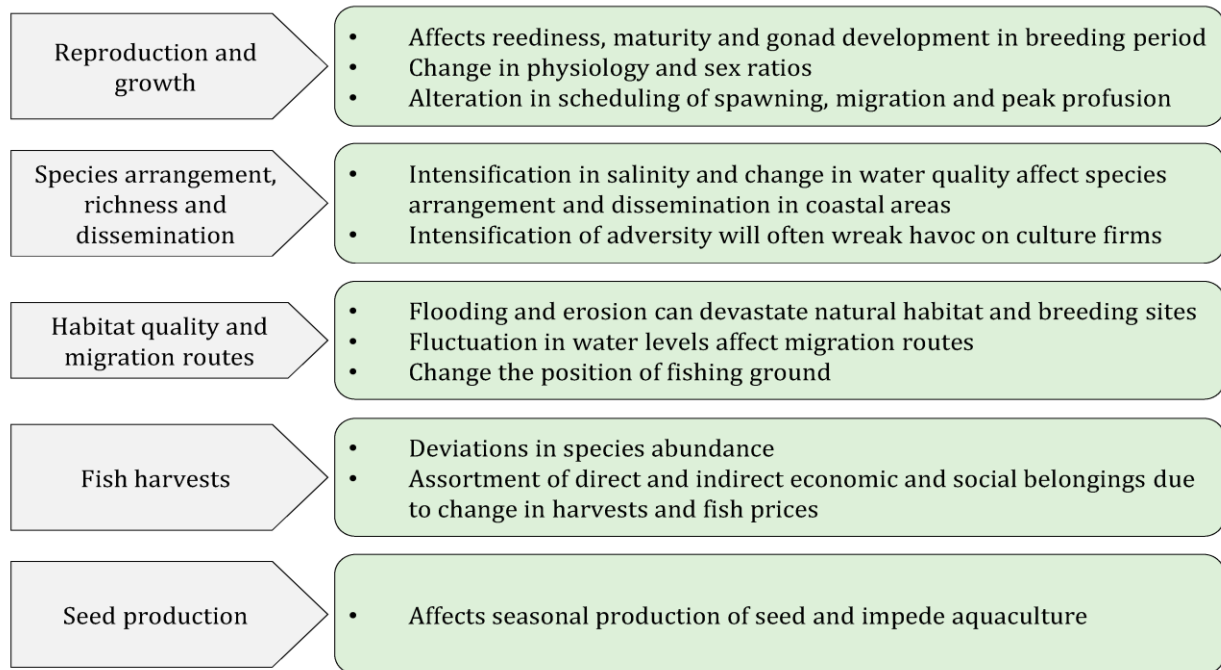 Reproduction and
growth
• Affects reediness, maturity and gonad development in breeding period
• Change in physiology and sex ratios
• Alteration in scheduling of spawning, migration and peak profusion
Species arrangement,
richness and
dissemination
• Intensification in salinity and change in water quality affect species
arrangement and dissemination in coastal areas
• Intensification of adversity will often wreak havoc on culture firms
Habitat quality and
migration routes
• Flooding and erosion can devastate natural habitat and breeding sites
• Fluctuation in water levels affect migration routes
• Change the position of fishing ground
Fish harvests
• Deviations in species abundance
• Assortment of direct and indirect economic and social belongings due
to change in harvests and fish prices
Seed production
• Affects seasonal production of seed and impede aquaculture